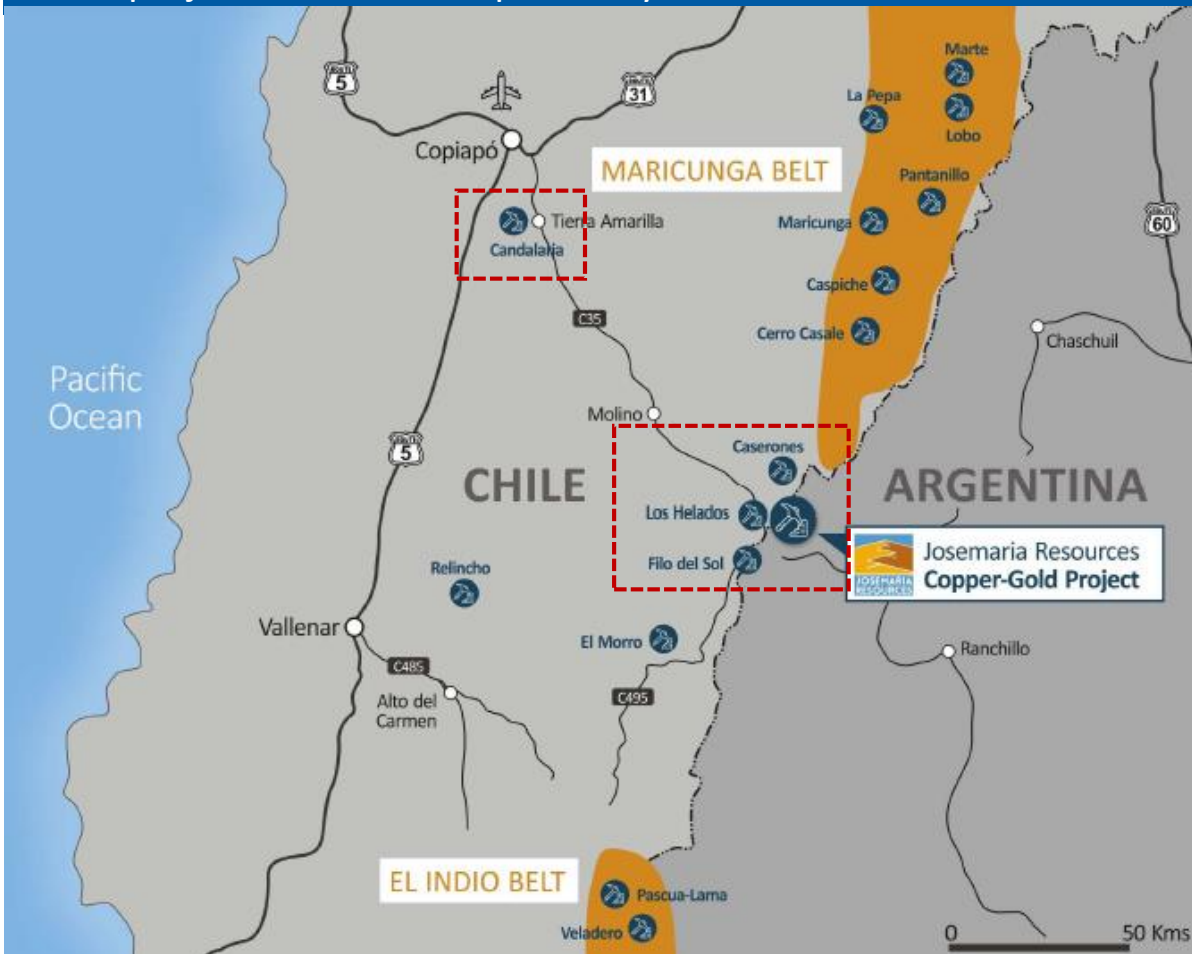 5
31
Copiapó
MARICUNGA BELT
Marte
La Pepa
Lobo
Pantanillo
Tierra Amarilla
Candalaria
Maricunga
60
Caspiche
C35
Cerro Casale
Chaschuil
Pacific
Ocean
Molino
5
Caserones
CHILE
ARGENTINA
Los Helados
Filo del Sol
JOSEMARIA
RESOURCES
Josemaria Resources
Copper-Gold Project
Relincho
Vallenar
El Morro
Ranchillo
C485
Alto del
Carmen
C495
EL INDIO BELT
Pascua-Lama
Veladero
0 50 Kms